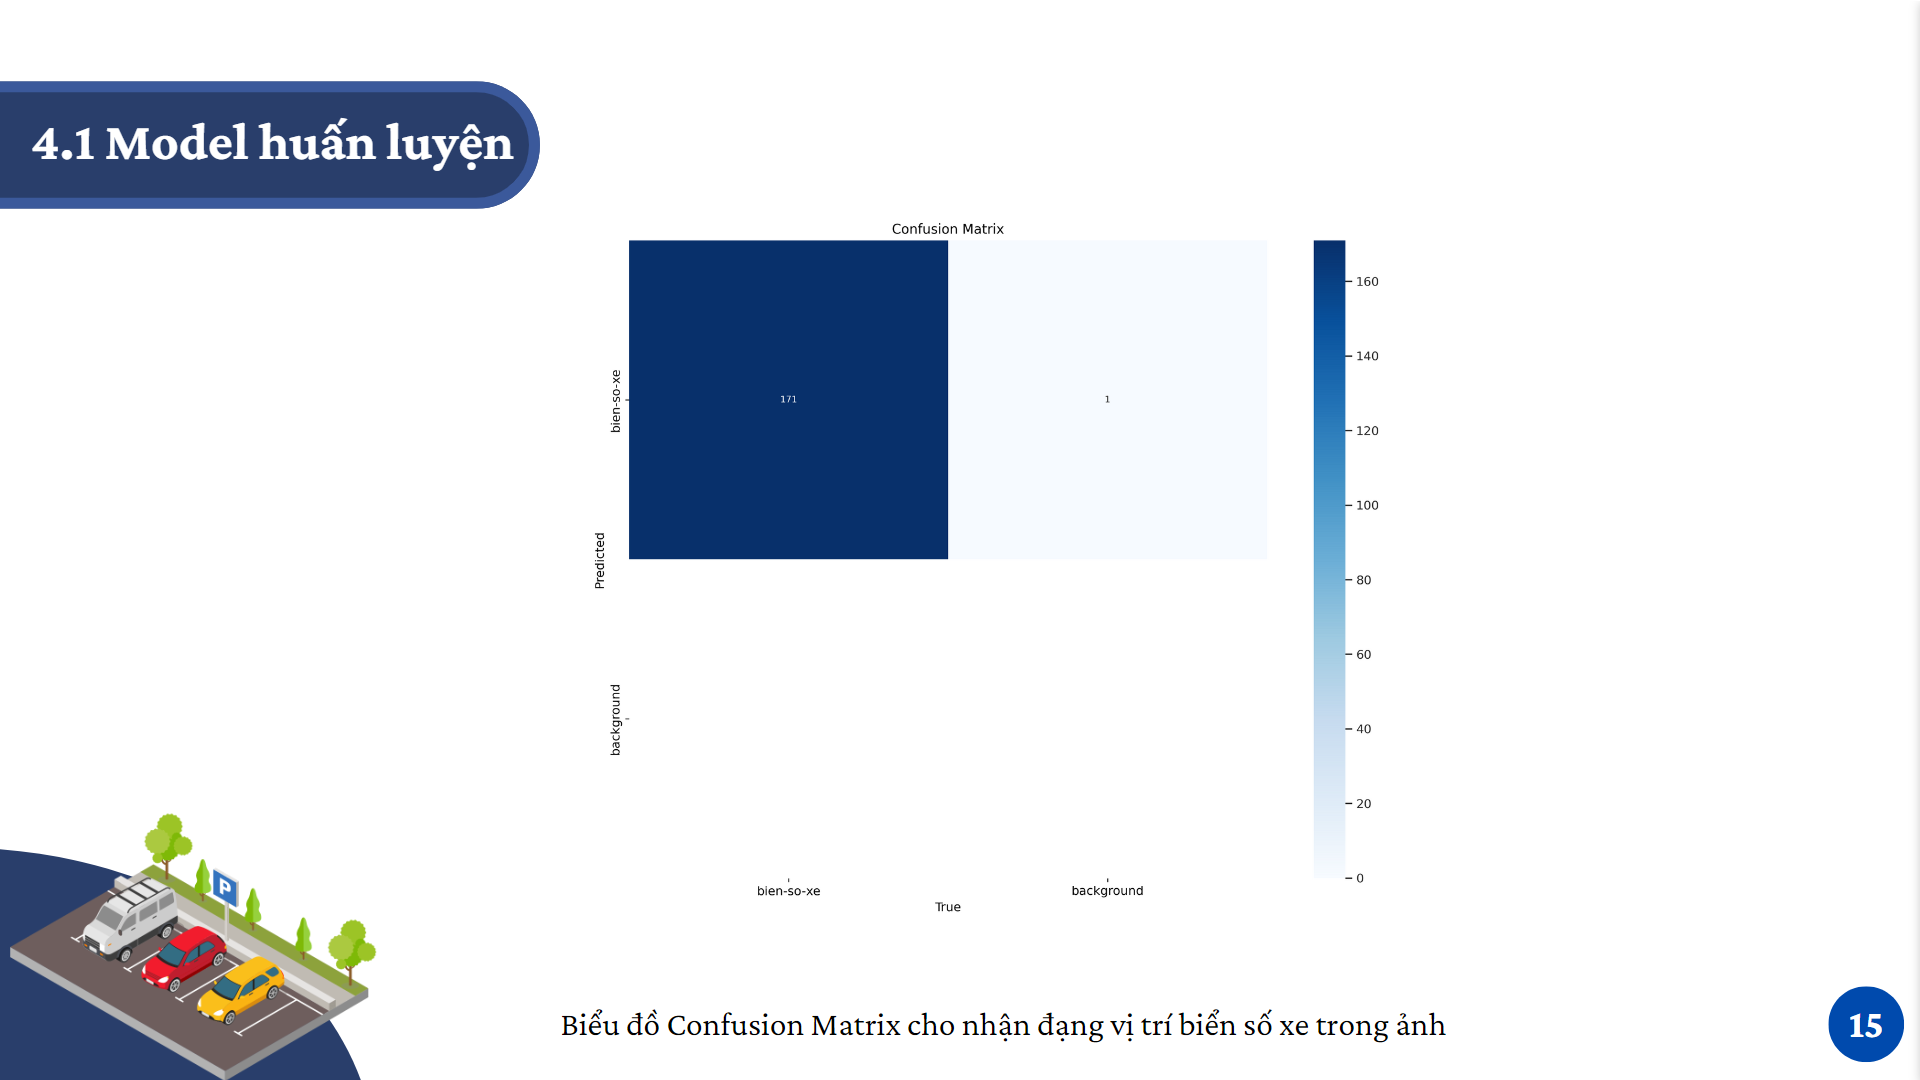 4.1 Model huấn luyện
Confusion Matrix
bien-so-xe
background
Predicted
171
1
bien-so-xe
background
True
160
140
120
100
80
60
40
20
0
P
Biểu đồ Confusion Matrix cho nhận đạng vị trí biển số xe trong ảnh
15